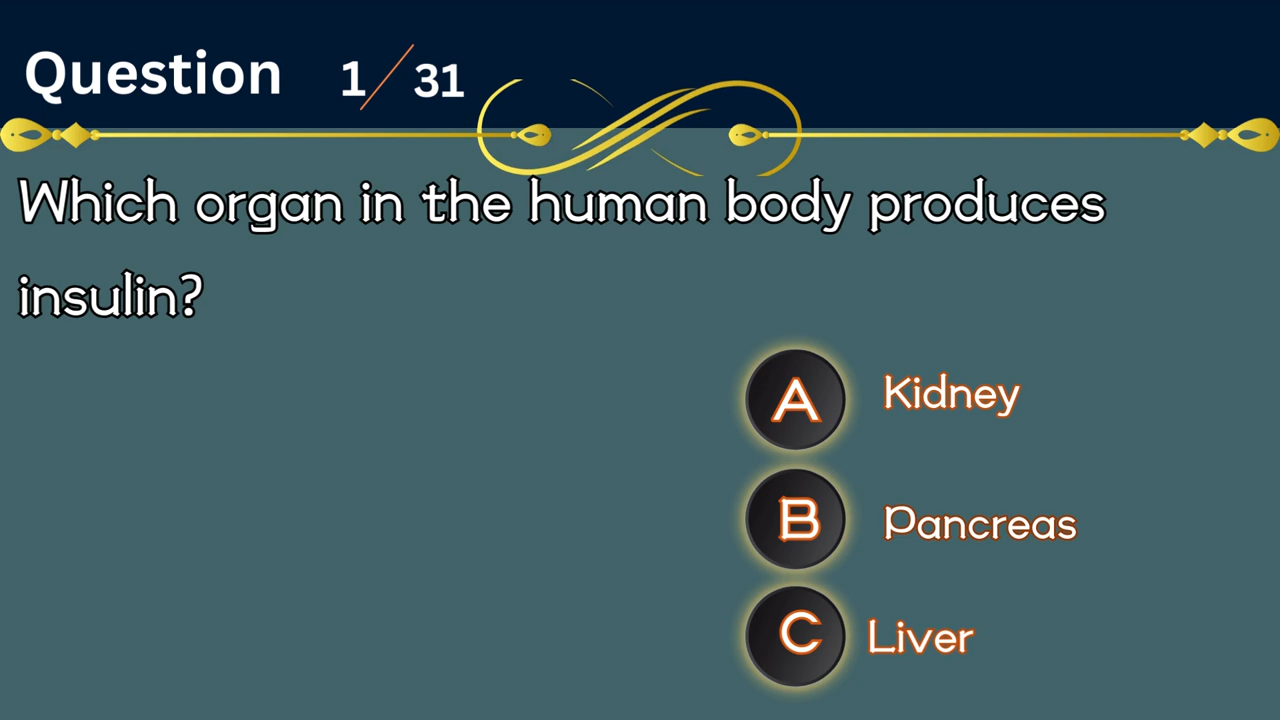 Question 1/31
Which organ in the human body produces
insulin?
A Kidney
B Pancreas
C Liver